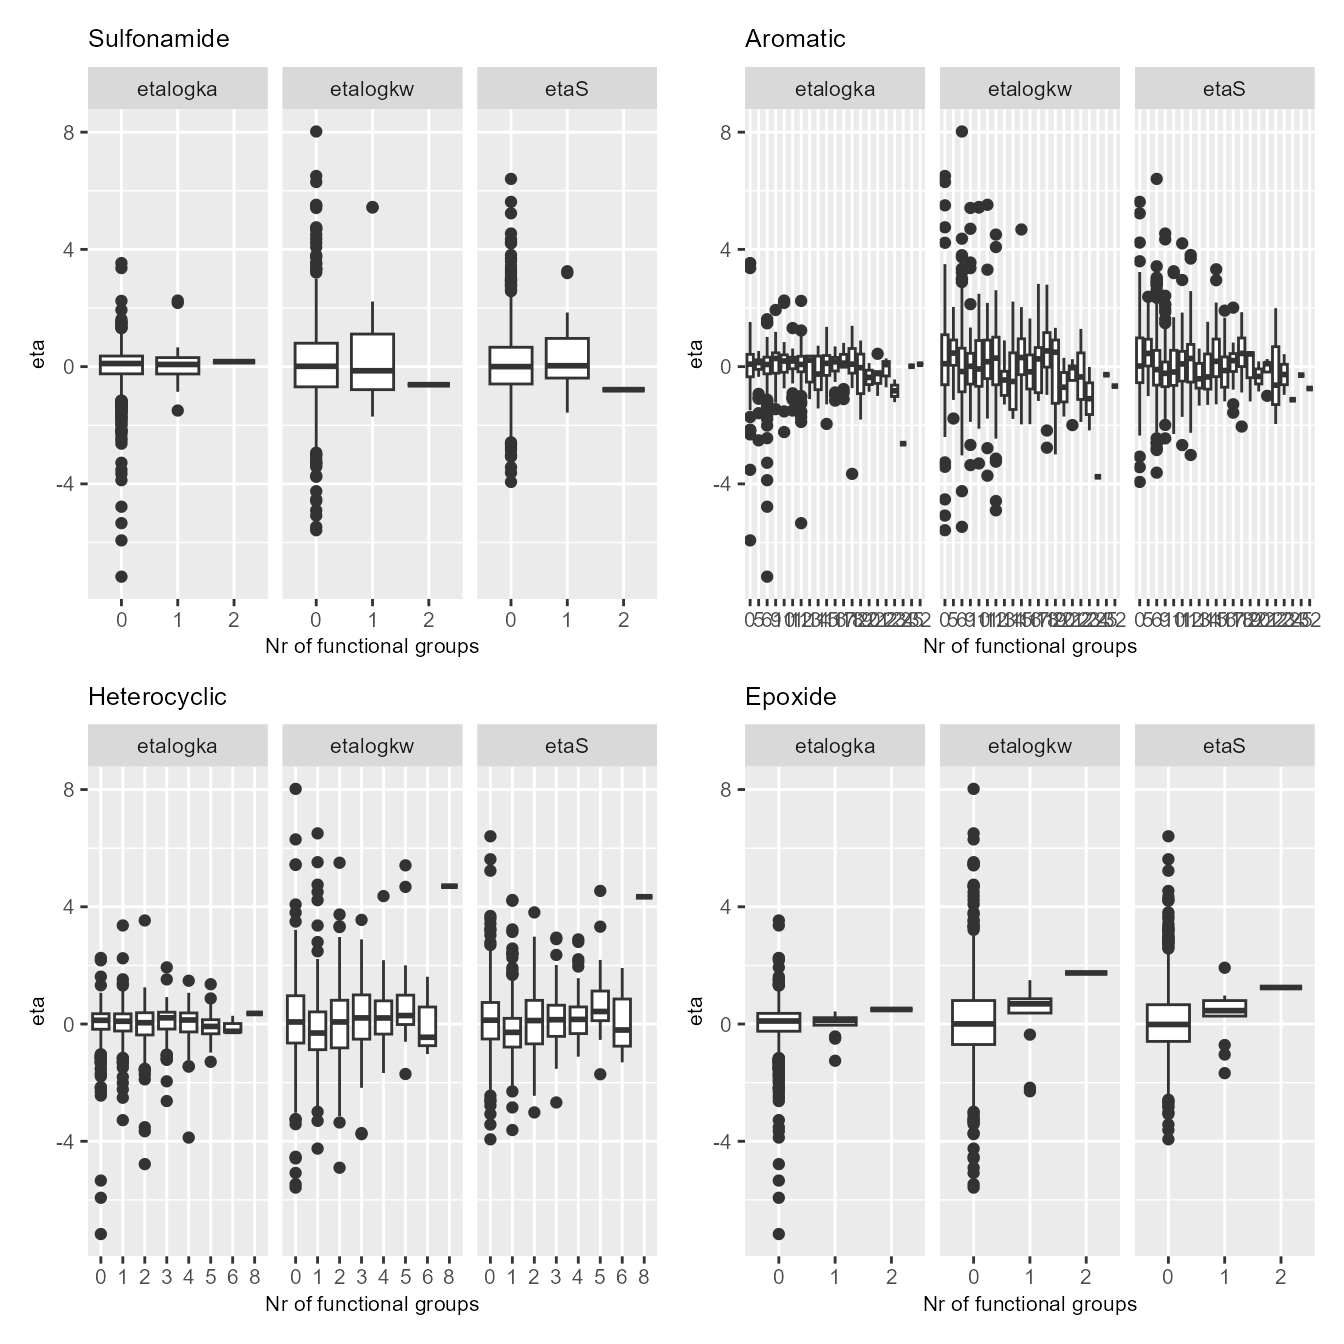 Sulfonamide
etalogka etalogkw etaS
8
4
0
-4
eta
0 1 2 0 1 2 0 1 2
Nr of functional groups
Aromatic
etalogka etalogkw etaS
8
4
0
-4
eta
Nr of functional groups
Heterocyclic
etalogka etalogkw etaS
8
4
0
-4
eta
0 1 2 3 4 5 6 8 0 1 2 3 4 5 6 8 0 1 2 3 4 5 6 8
Nr of functional groups
Epoxide
etalogka etalogkw etaS
8
4
0
-4
eta
0 1 2 0 1 2 0 1 2
Nr of functional groups